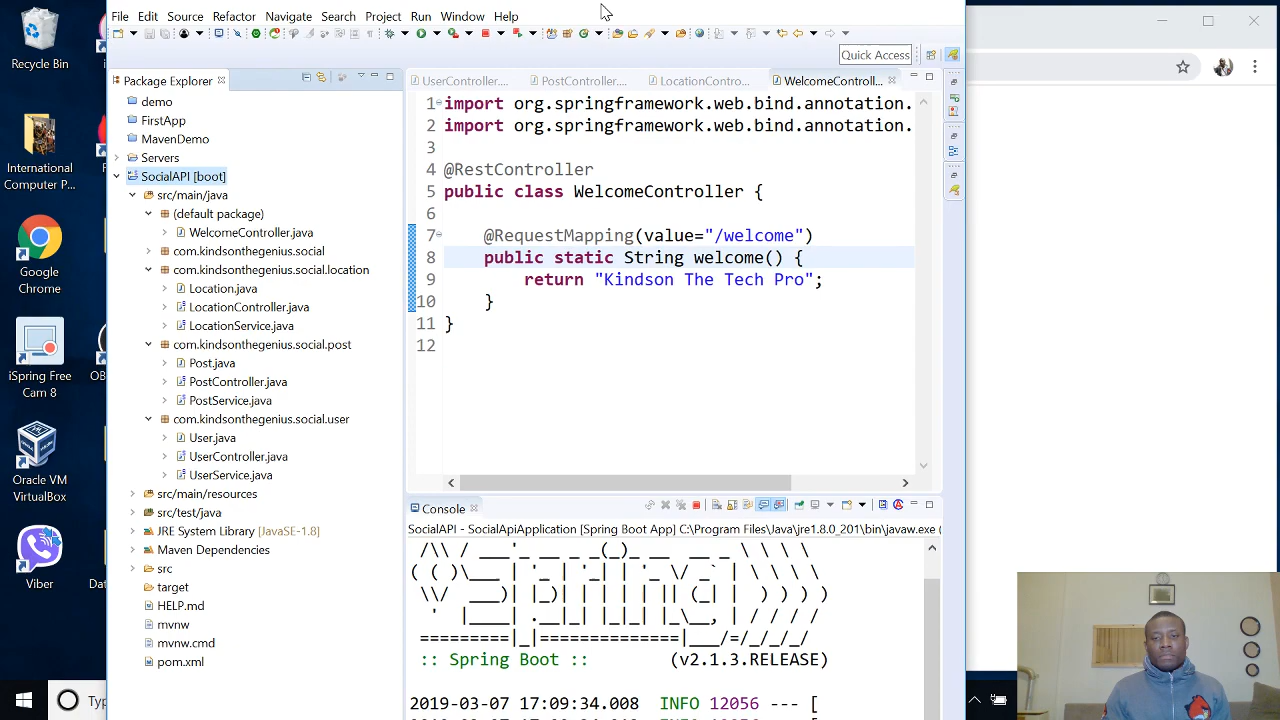 File Edit Source Refactor Navigate Search Project Run Window Help
Quick Access
Recycle Bin
International
Computer P...
Google
Chrome
iSpring Free
Cam 8
OB
Oracle VM
VirtualBox
Viber
Dat
Package Explorer
demo
FirstApp
MavenDemo
Servers
SocialAPI [boot]
src/main/java
(default package)
WelcomeController.java
com.kindsonthegenius.social
com.kindsonthegenius.social.location
Location.java
LocationController.java
LocationService.java
com.kindsonthegenius.social.post
Post.java
PostController.java
PostService.java
com.kindsonthegenius.social.user
User.java
UserController.java
UserService.java
src/main/resources
src/test/java
JRE System Library [JavaSE-1.8]
Maven Dependencies
src
target
HELP.md
mvnw
mvnw.cmd
pom.xml
UserController.... PostController.... LocationContro... WelcomeControll...
1 import org.springframework.web.bind.annotation.
2 import org.springframework.web.bind.annotation.
3
4 @RestController
5 public class WelcomeController {
6
7 @RequestMapping(value="/welcome")
8 public static String welcome() {
9 return "Kindson The Tech Pro";
10 }
11 }
12
Console
SocialAPI - SocialApiApplication [Spring Boot App] C:\Program Files\Java\jre1.8.0_201\bin\javaw.exe (
:: Spring Boot :: (v2.1.3.RELEASE)
2019-03-07 17:09:34.008 INFO 12056 --- [
Typ